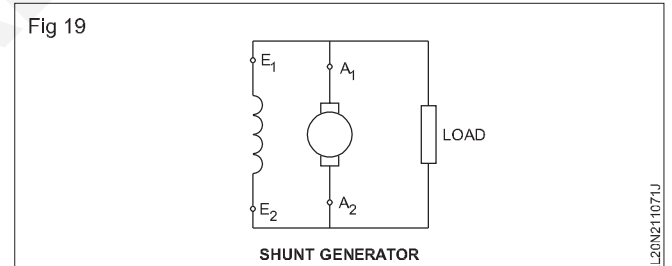 Fig 19
E1
A1
LOAD
E2
A2
SHUNT GENERATOR
L20N211071J